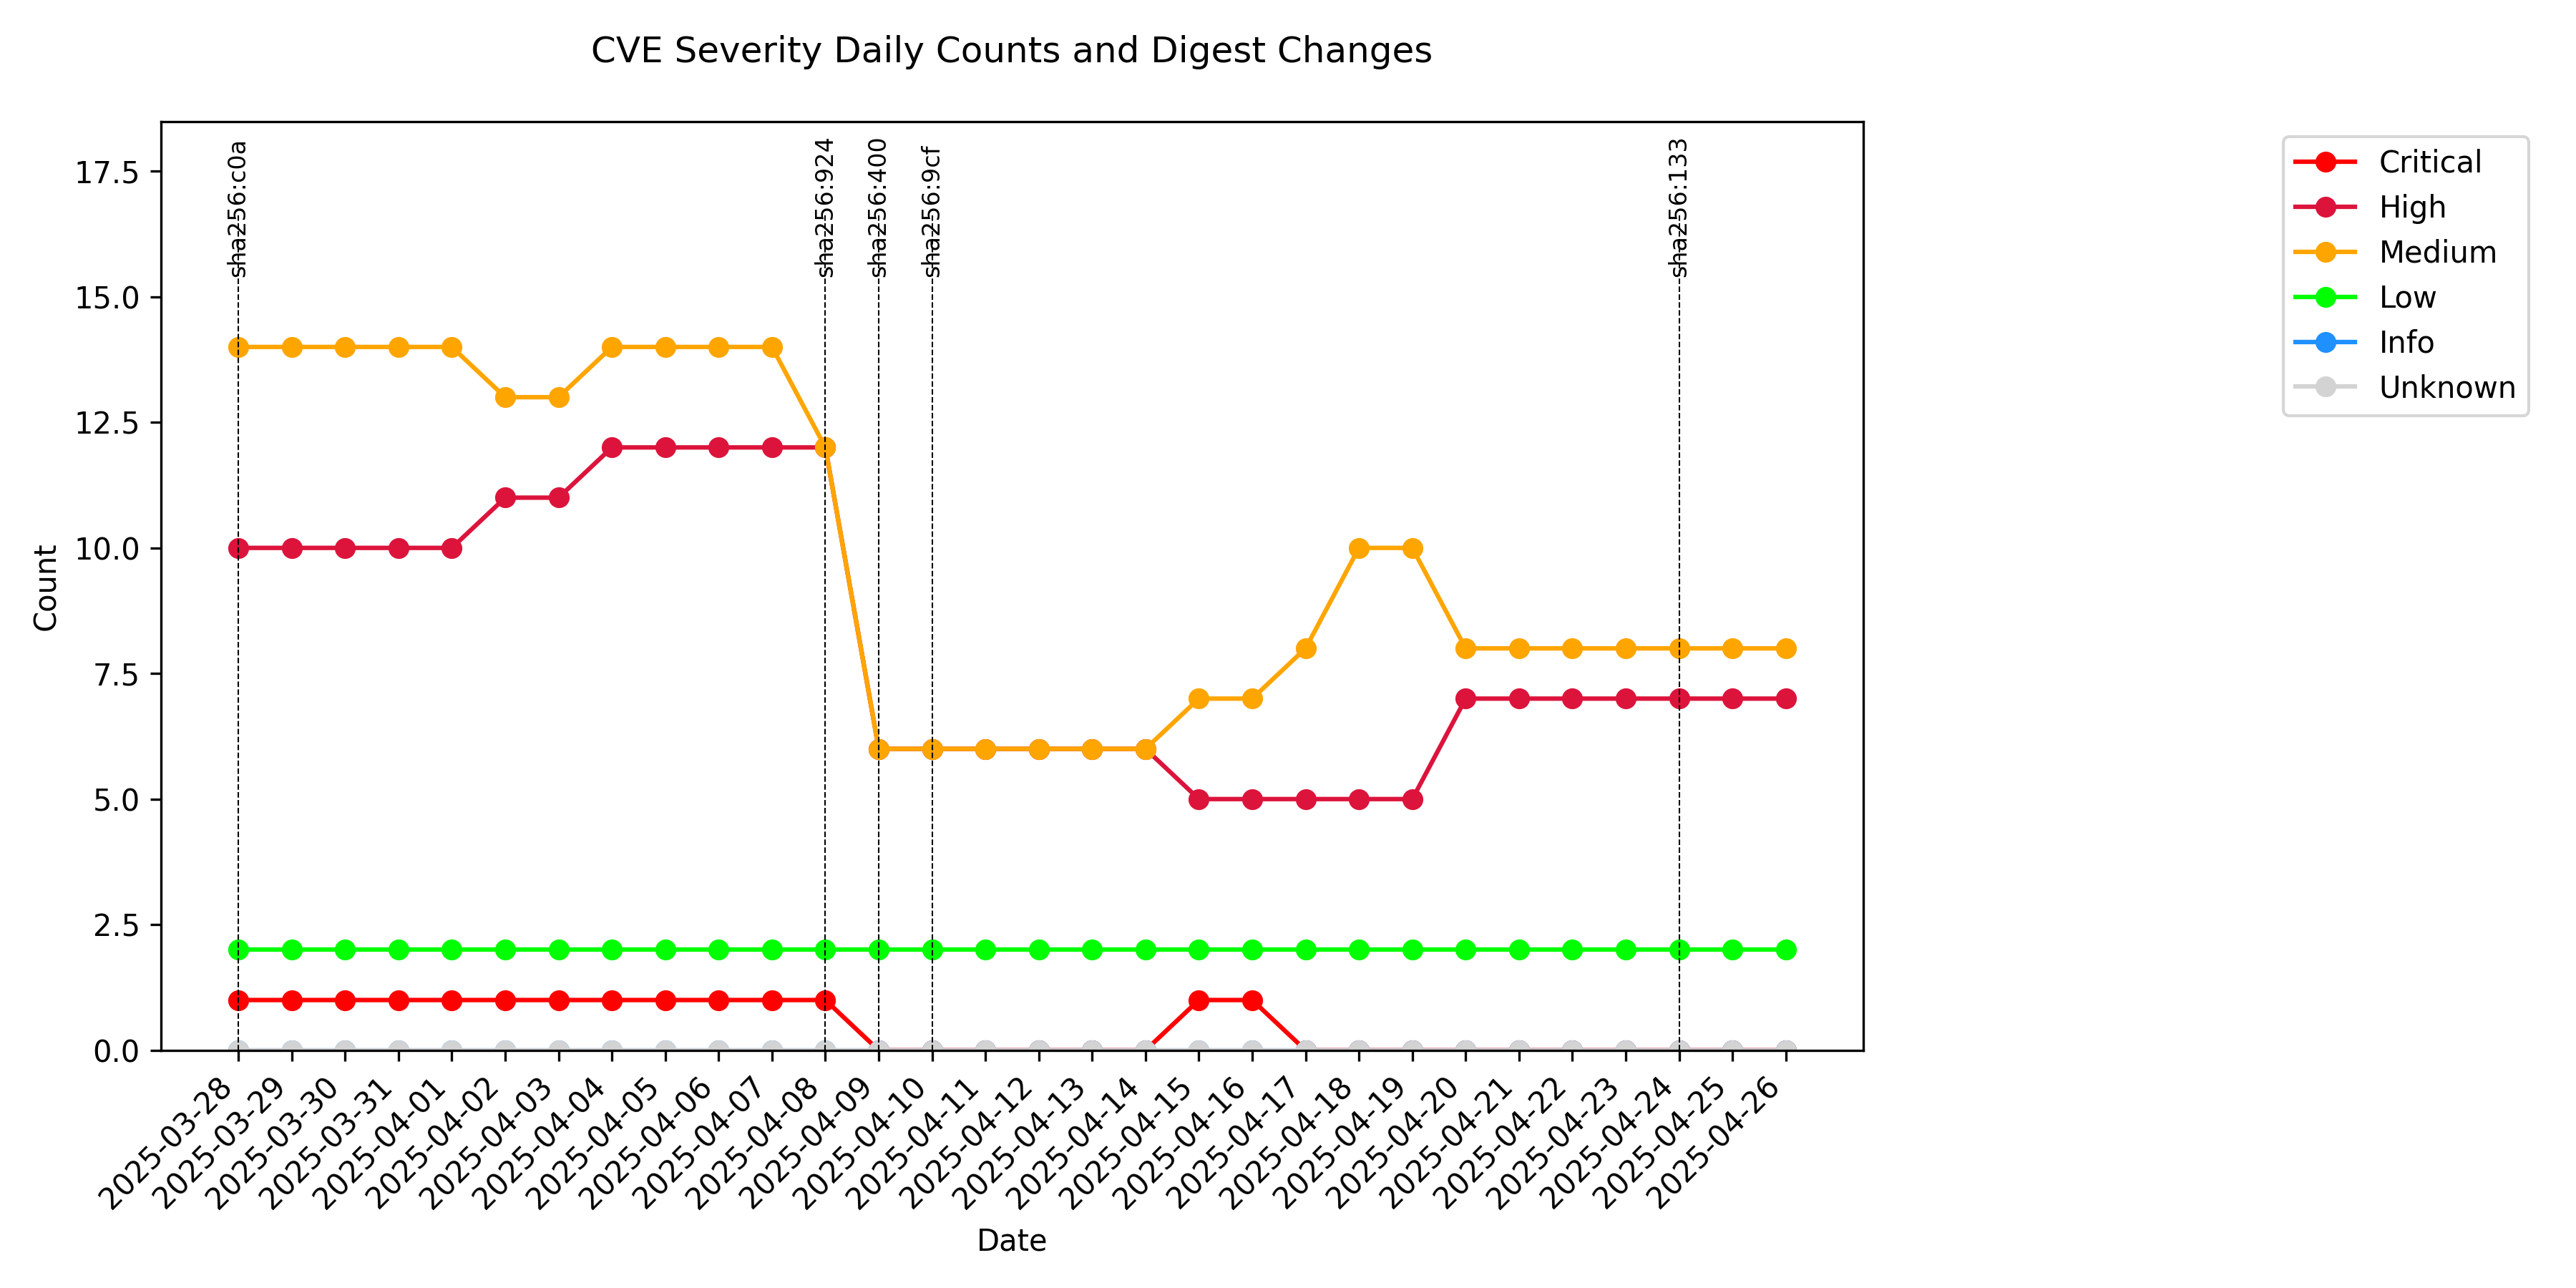 CVE Severity Daily Counts and Digest Changes
sha256:c0a
sha256:924
sha256:400
sha256:9cf
sha256:133
Critical
High
Medium
Low
Info
Unknown
17.5
15.0
12.5
10.0
7.5
5.0
2.5
0.0
Count
2025-03-28
2025-03-29
2025-03-30
2025-03-31
2025-04-01
2025-04-02
2025-04-03
2025-04-04
2025-04-05
2025-04-06
2025-04-07
2025-04-08
2025-04-09
2025-04-10
2025-04-11
2025-04-12
2025-04-13
2025-04-14
2025-04-15
2025-04-16
2025-04-17
2025-04-18
2025-04-19
2025-04-20
2025-04-21
2025-04-22
2025-04-23
2025-04-24
2025-04-25
2025-04-26
Date